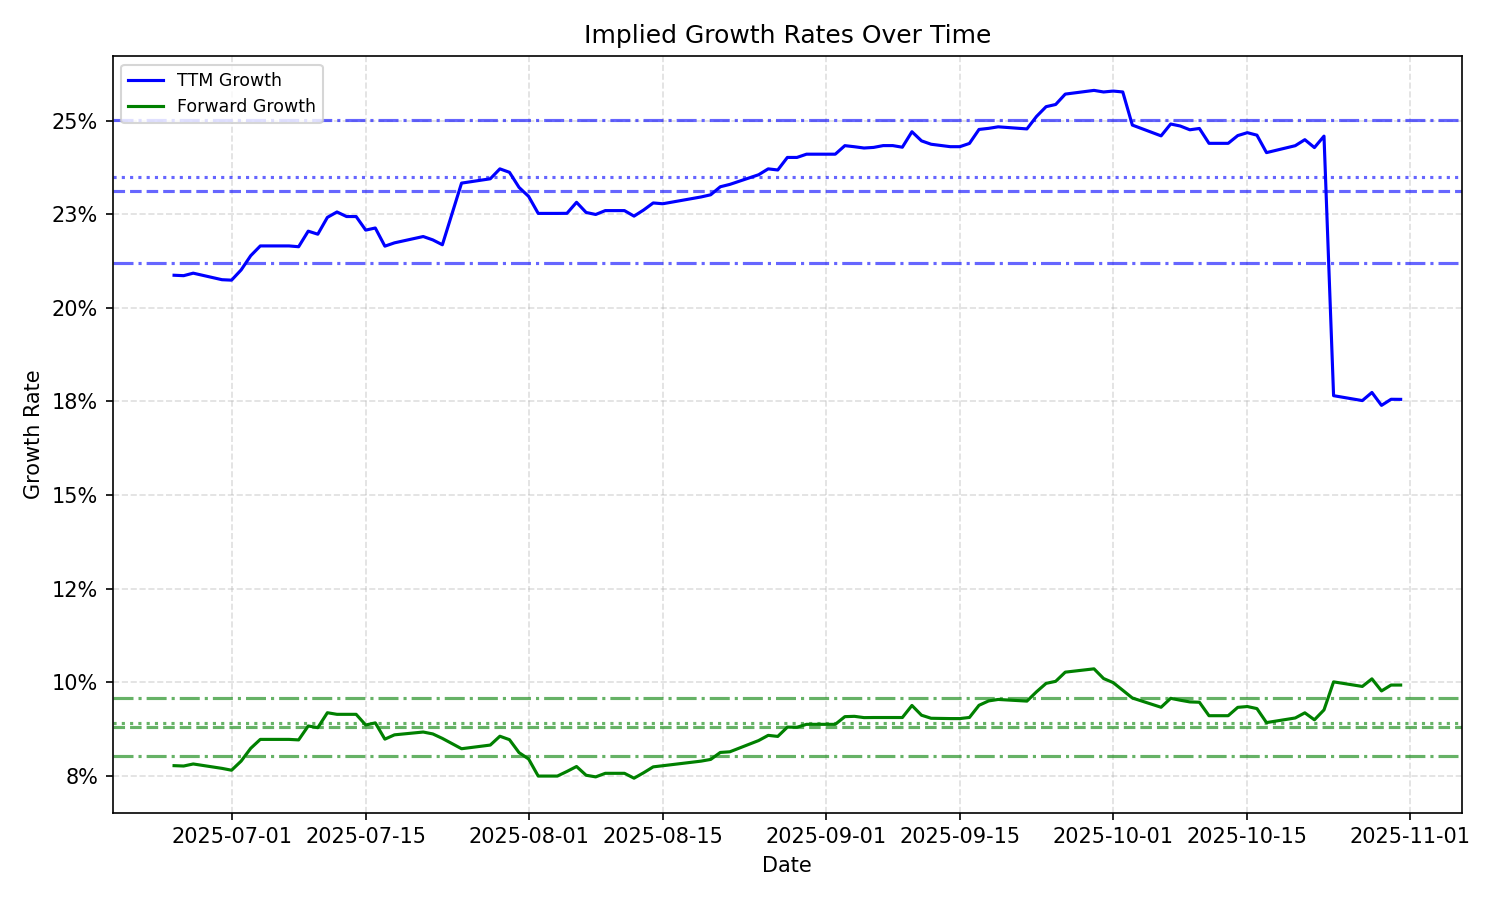 Implied Growth Rates Over Time
TTM Growth
Forward Growth
25%
23%
20%
18%
15%
12%
10%
8%
Growth Rate
2025-07-01 2025-07-15 2025-08-01 2025-08-15 2025-09-01 2025-09-15 2025-10-01 2025-10-15 2025-11-01
Date